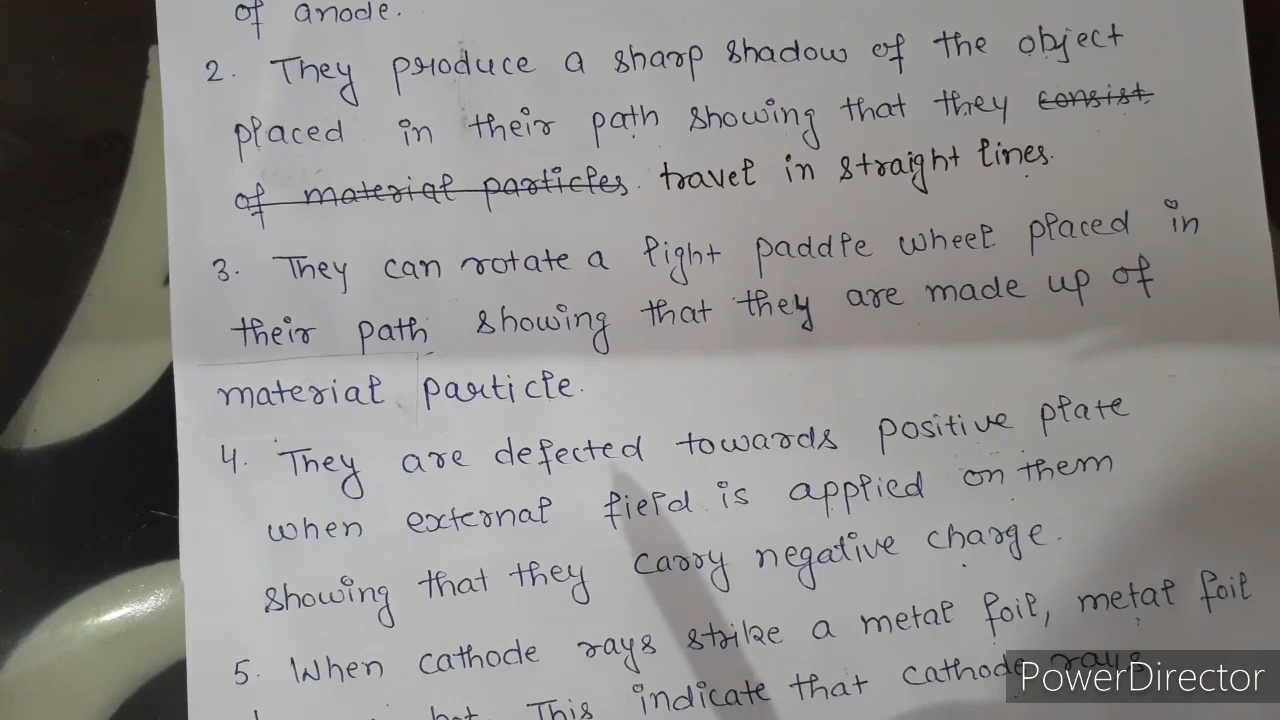 of anode.
2. They produce a sharp shadow of the object
placed in their path showing that they consist
of material particles. travel in straight lines.
3. They can rotate a light paddle wheel placed in
their path showing that they are made up of
material particle.
4. They are defected towards positive plate
when external field is applied on them
showing that they carry negative charge.
5. When cathode rays strike a metal foil, metal foil
hot. This indicate that cathode rays
PowerDirector